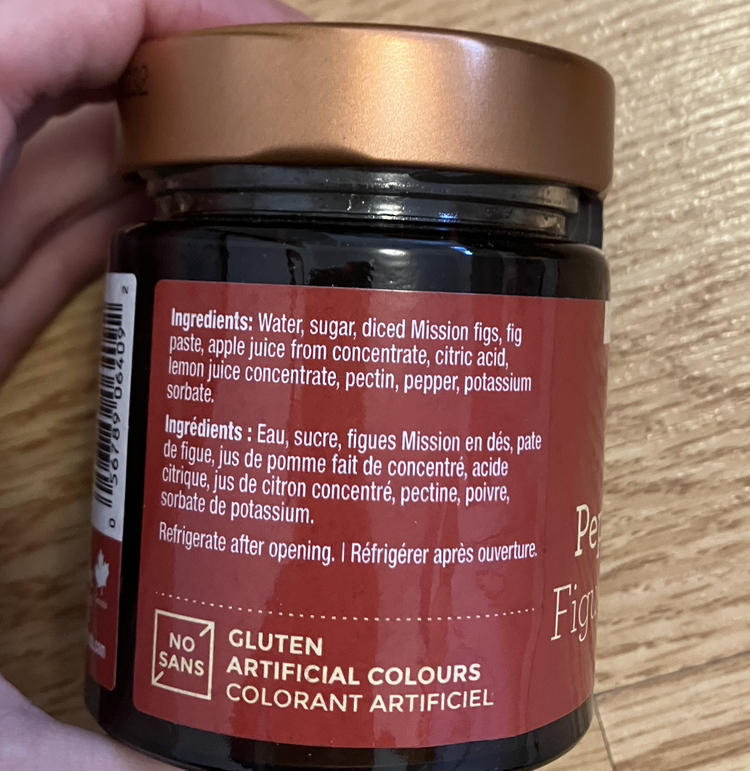 Ingredients: Water, sugar, diced Mission figs, fig
paste, apple juice from concentrate, citric acid,
lemon juice concentrate, pectin, pepper, potassium
sorbate.
Ingrédients : Eau, sucre, figues Mission en dés, pate
de figue, jus de pomme fait de concentré, acide
citrique, jus de citron concentré, pectine, poivre,
sorbate de potassium.
Refrigerate after opening. | Réfrigérer après ouverture.
NO
SANS
GLUTEN
ARTIFICIAL COLOURS
COLORANT ARTIFICIEL
0 56789 06409